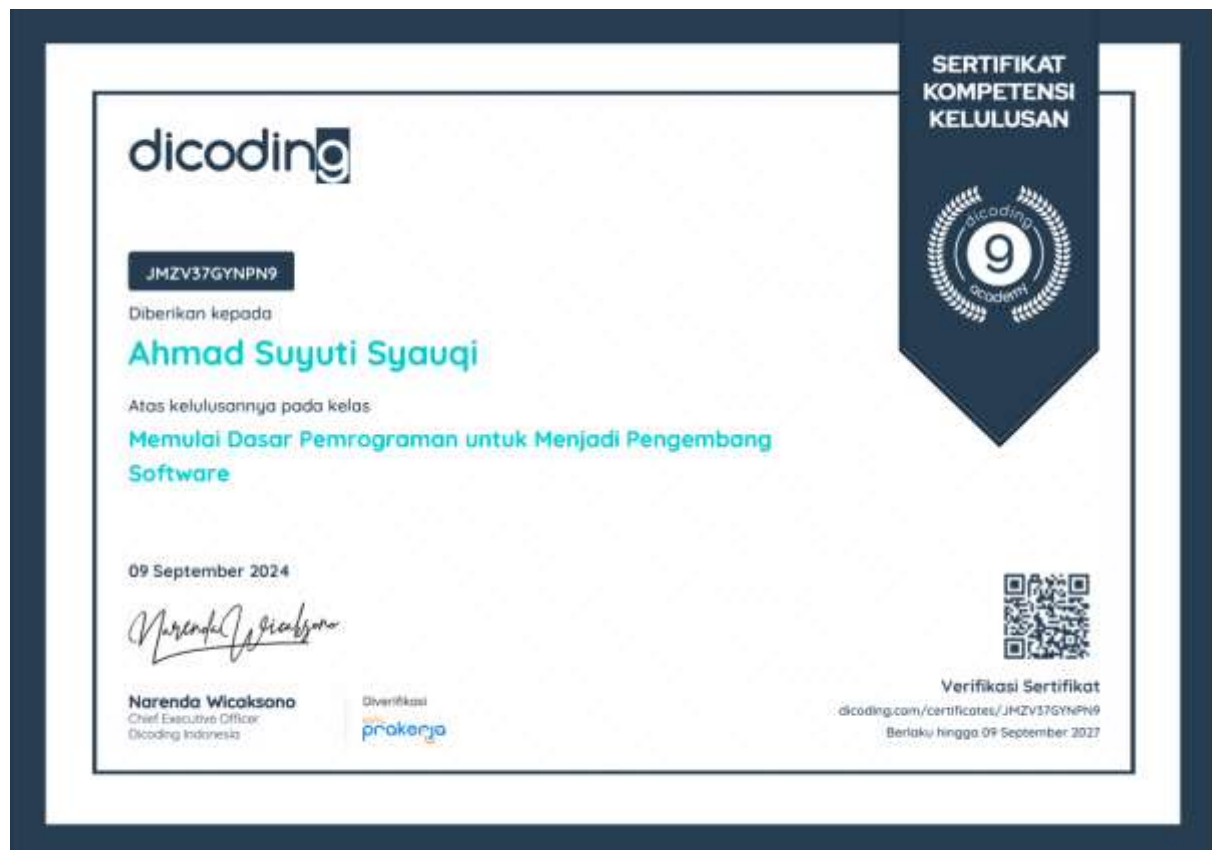 SERTIFIKAT
KOMPETENSI
KELULUSAN
dicoding
dicoding
9
academy
JMZV37GYNPN9
Diberikan kepada
Ahmad Suyuti Syauqi
Atas kelulusannya pada kelas
Memulai Dasar Pemrograman untuk Menjadi Pengembang
Software
09 September 2024
Narenda Wicaksono
Narenda Wicaksono
Chief Executive Officer
Dicoding Indonesia
Diverifikasi
prakerja
Verifikasi Sertifikat
dicoding.com/certificates/JMZV37GYNPN9
Berlaku hingga 09 September 2027